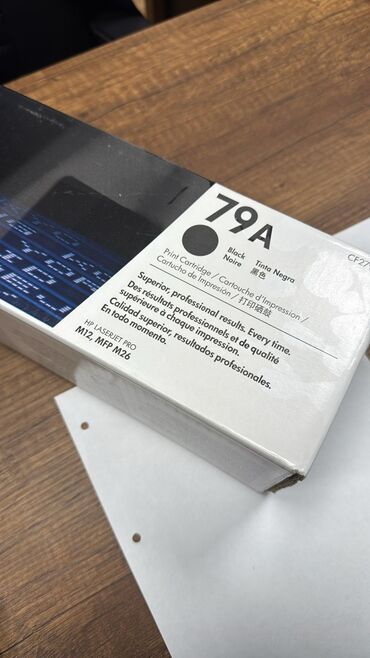 79A
CF27
Black Tinta Negra
Noire 黑色
Print Cartridge / Cartouche d'impression /
Cartucho de impresión / 打印硒鼓
Superior, professional results. Every time.
Des résultats professionnels et de qualité
supérieure à chaque impression.
Calidad superior, resultados profesionales.
En todo momento.
HP LASERJET PRO
M12, MFP M26